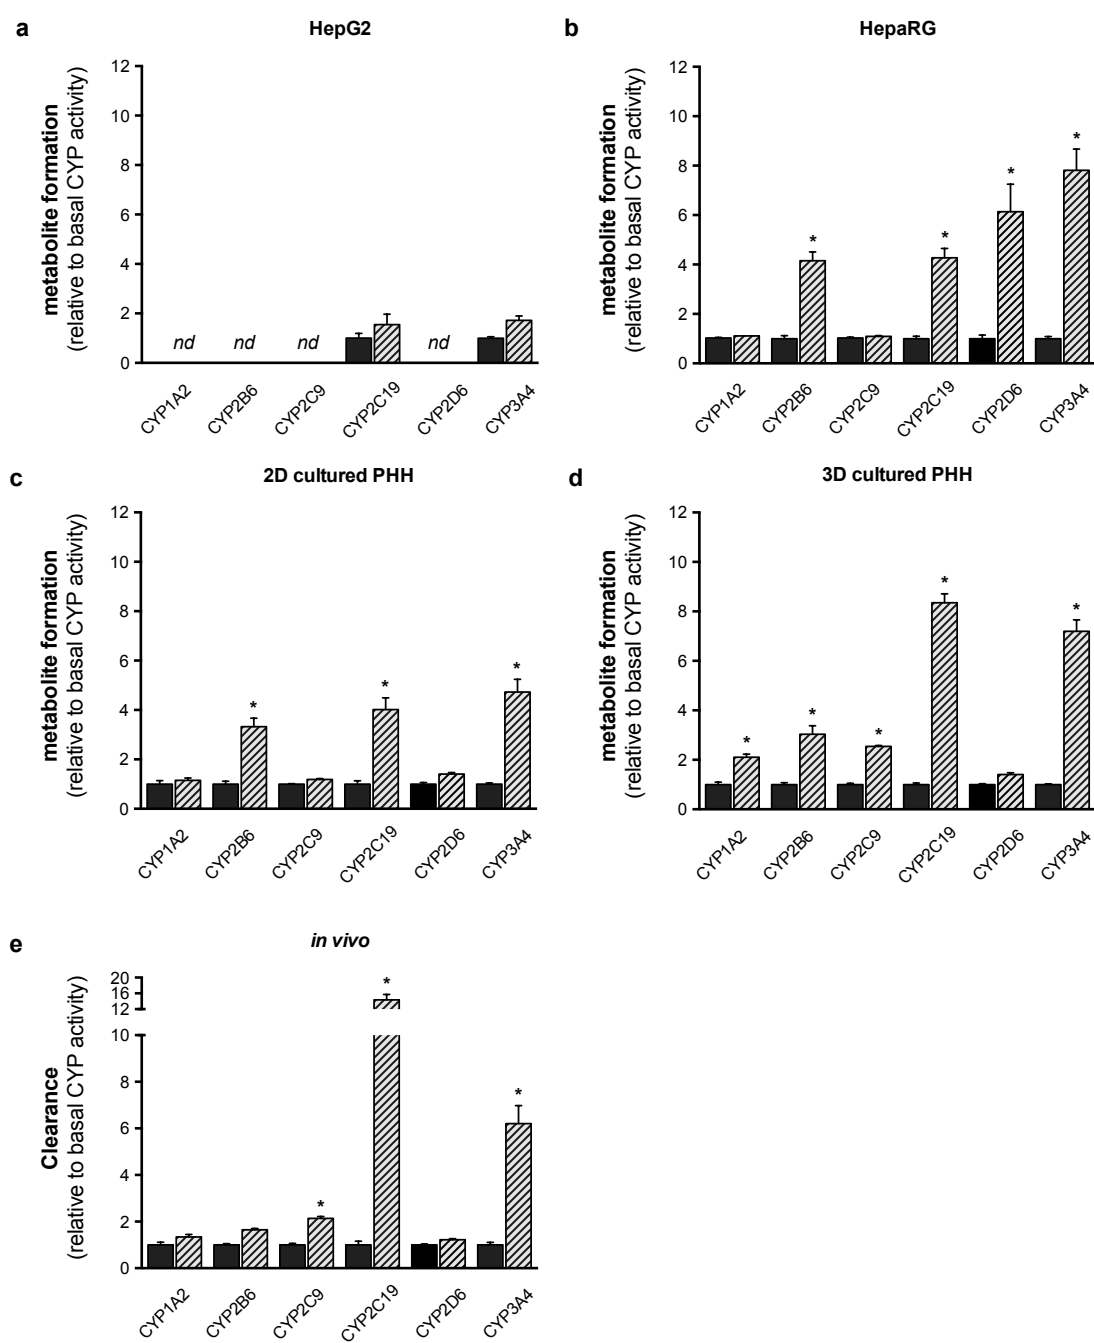 a
HepG2
metabolite formation
(relative to basal CYP activity)
12
10
8
6
4
2
0
nd
nd
nd
nd
CYP1A2
CYP2B6
CYP2C9
CYP2C19
CYP2D6
CYP3A4
b
HepaRG
metabolite formation
(relative to basal CYP activity)
12
10
8
6
4
2
0
*
*
*
*
CYP1A2
CYP2B6
CYP2C9
CYP2C19
CYP2D6
CYP3A4
c
2D cultured PHH
metabolite formation
(relative to basal CYP activity)
12
10
8
6
4
2
0
*
*
*
CYP1A2
CYP2B6
CYP2C9
CYP2C19
CYP2D6
CYP3A4
d
3D cultured PHH
metabolite formation
(relative to basal CYP activity)
12
10
8
6
4
2
0
*
*
*
*
*
CYP1A2
CYP2B6
CYP2C9
CYP2C19
CYP2D6
CYP3A4
e
in vivo
Clearance
(relative to basal CYP activity)
20
16
12
10
8
6
4
2
0
*
*
*
CYP1A2
CYP2B6
CYP2C9
CYP2C19
CYP2D6
CYP3A4